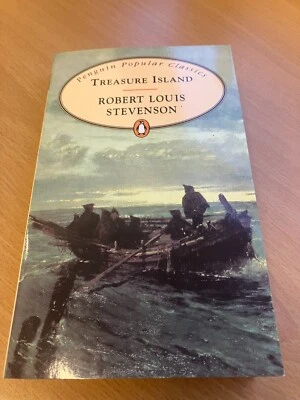 Penguin Popular Classics
TREASURE ISLAND
ROBERT LOUIS
STEVENSON